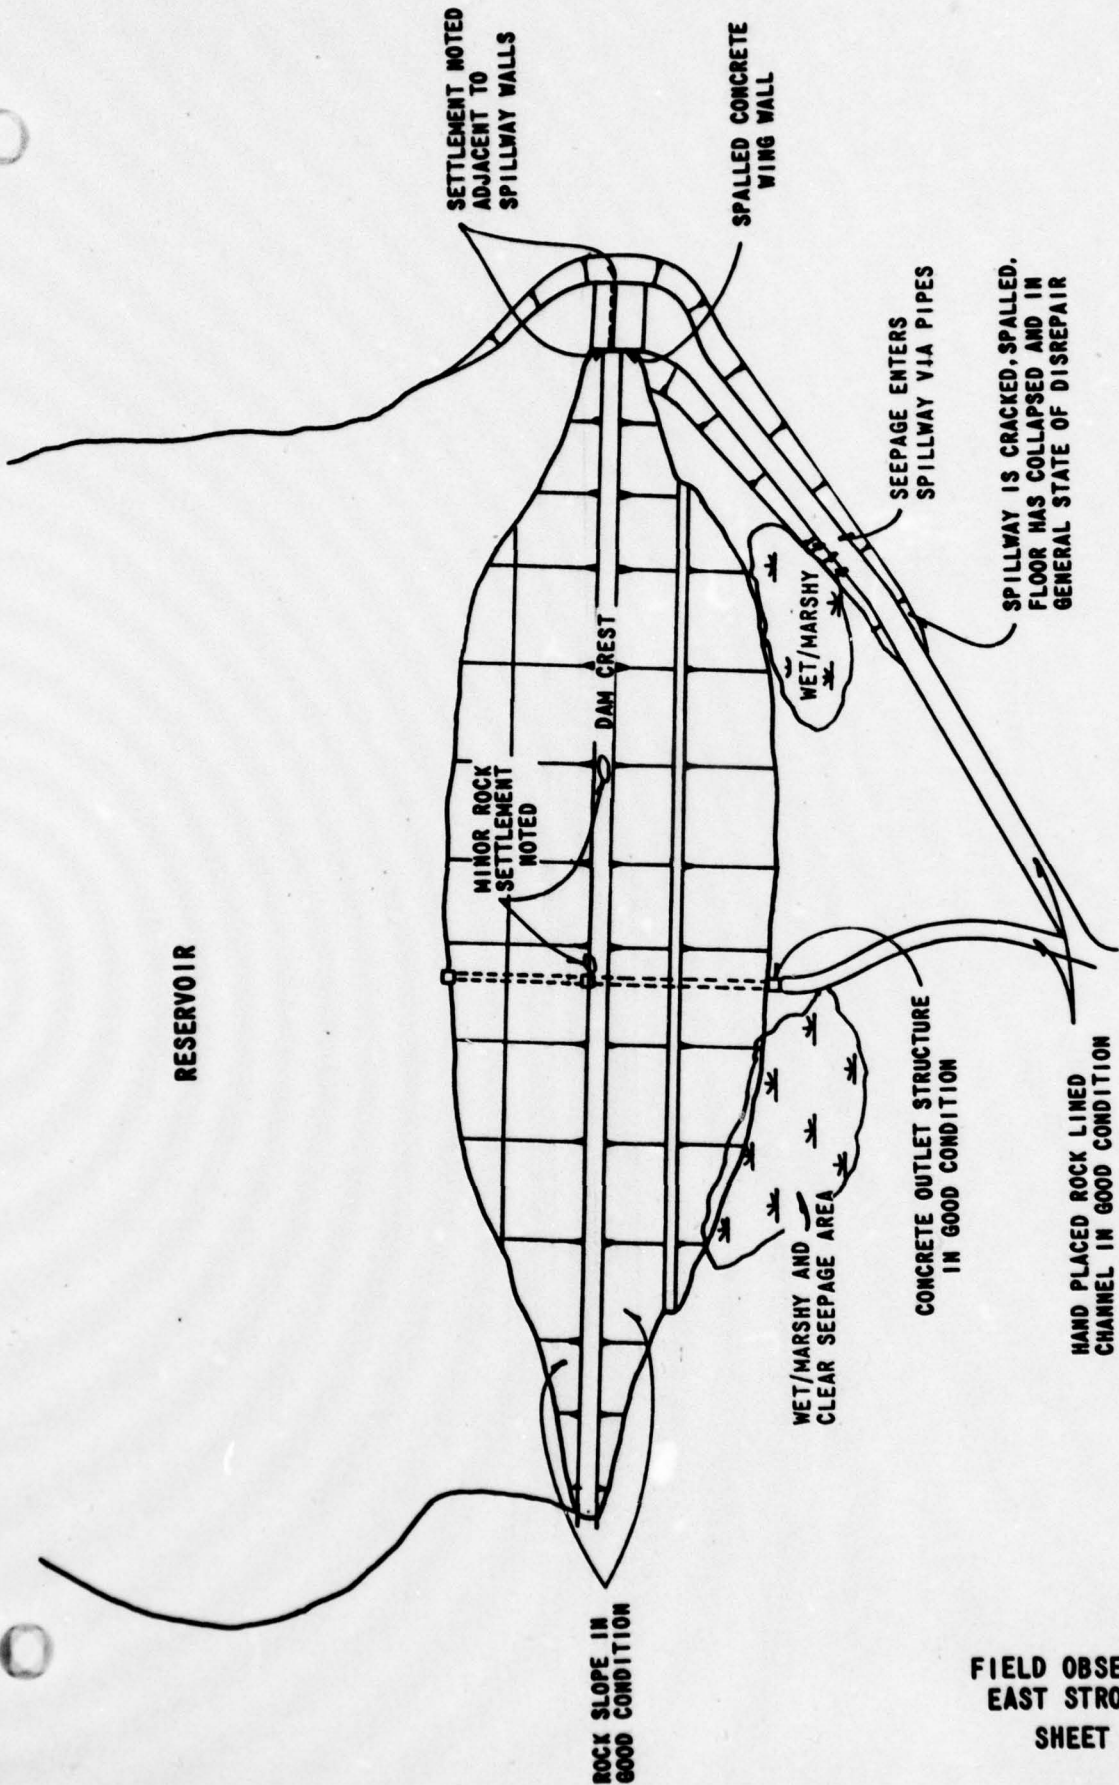 RESERVOIR
SETTLEMENT NOTED
ADJACENT TO
SPILLWAY WALLS
SPALLED CONCRETE
WING WALL
MINOR ROCK
SETTLEMENT
NOTED
DAM CREST
WET/MARSHY
SEEPAGE ENTERS
SPILLWAY VIA PIPES
SPILLWAY IS CRACKED, SPALLED.
FLOOR HAS COLLAPSED AND IN
GENERAL STATE OF DISREPAIR
ROCK SLOPE IN
GOOD CONDITION
WET/MARSHY AND
CLEAR SEEPAGE AREA
CONCRETE OUTLET STRUCTURE
IN GOOD CONDITION
HAND PLACED ROCK LINED
CHANNEL IN GOOD CONDITION
FIELD
EAST
SHEET